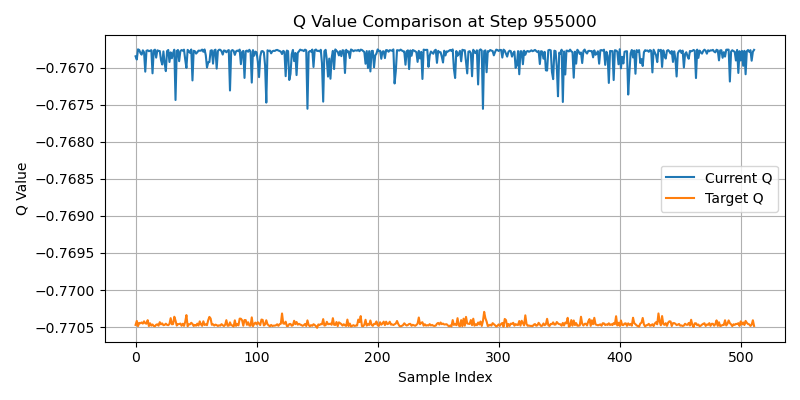 Q Value Comparison at Step 955000
Q Value
−0.7670
−0.7675
−0.7680
−0.7685
−0.7690
−0.7695
−0.7700
−0.7705
Current Q
Target Q
0 100 200 300 400 500
Sample Index